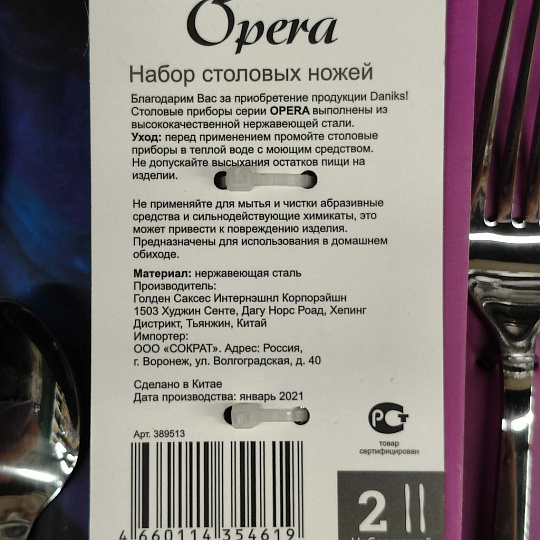 Opera
Набор столовых ножей
Благодарим Вас за приобретение продукции Daniks!
Столовые приборы серии OPERA выполнены из
высококачественной нержавеющей стали.
Уход: перед применением промойте столовые
приборы в теплой воде с моющим средством.
Не допускайте высыхания остатков пищи на
изделии.
Не применяйте для мытья и чистки абразивные
средства и сильнодействующие химикаты, это
может привести к повреждению изделия.
Предназначены для использования в домашнем
обиходе.
Материал: нержавеющая сталь
Производитель:
Голден Саксес Интернэшнл Корпорэйшн
1503 Худжин Сенте, Дагу Норс Роад, Хепинг
Дистрикт, Тьянжин, Китай
Импортер:
ООО «СОКРАТ». Адрес: Россия,
г. Воронеж, ул. Волгоградская, д. 40
Сделано в Китае
Дата производства: январь 2021
РСТ
товар
сертифицирован
Арт. 389513
2
4 660114 354619